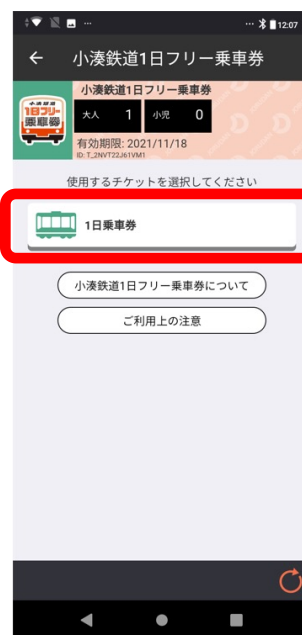 12:07
小湊鉄道1日フリー乗車券
小湊鉄道
1日フリー
乗車券
小湊鉄道1日フリー乗車券
大人 1 小児 0
有効期限: 2021/11/18
ID: T_2NVT22J61VM1
使用するチケットを選択してください
1日乗車券
小湊鉄道1日フリー乗車券について
ご利用上の注意